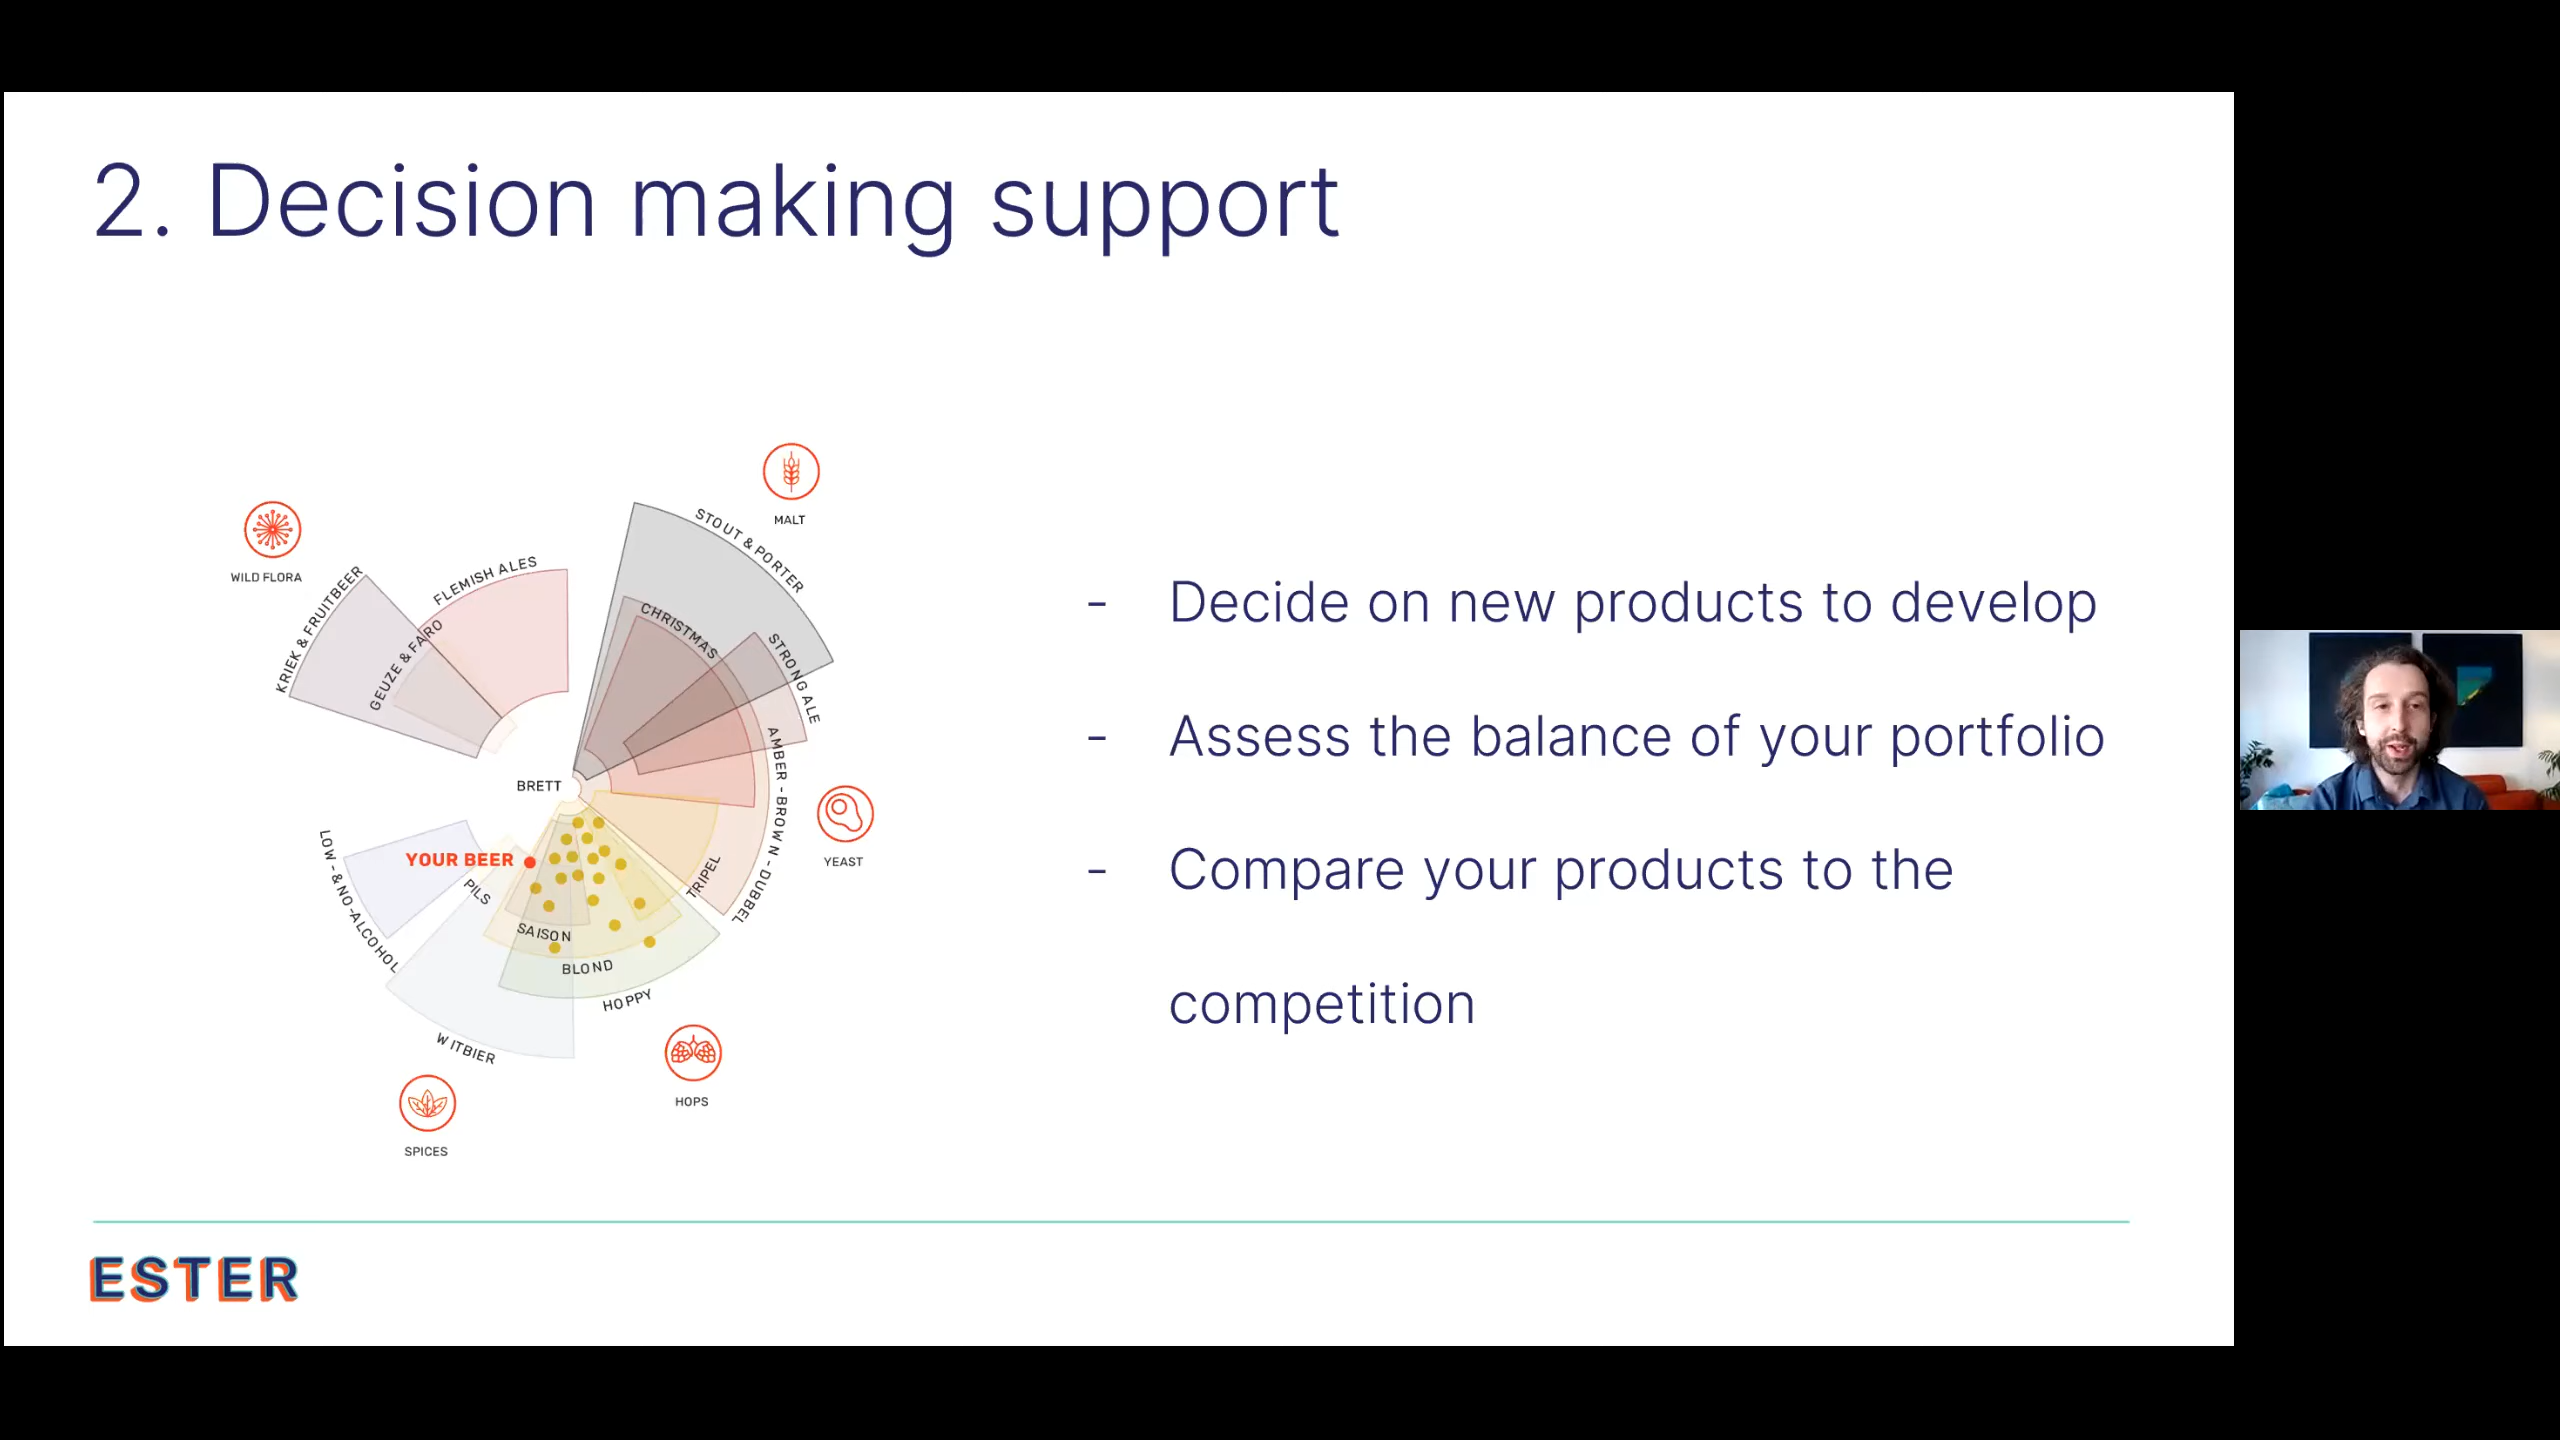 2. Decision making support
MALT
WILD FLORA
STOUT & PORTER
FLEMISH ALES
KRIEK & FRUITBEER
CHRISTMAS
GEUZE & FARO
STRONG ALE
AMBER - BROWN - DUBBEL
BRETT
YEAST
LOW - & NO - ALCOHOL
YOUR BEER
PILS
TRIPEL
SAISON
BLOND
HOPPY
WITBIER
HOPS
SPICES
- Decide on new products to develop
- Assess the balance of your portfolio
- Compare your products to the
competition
ESTER